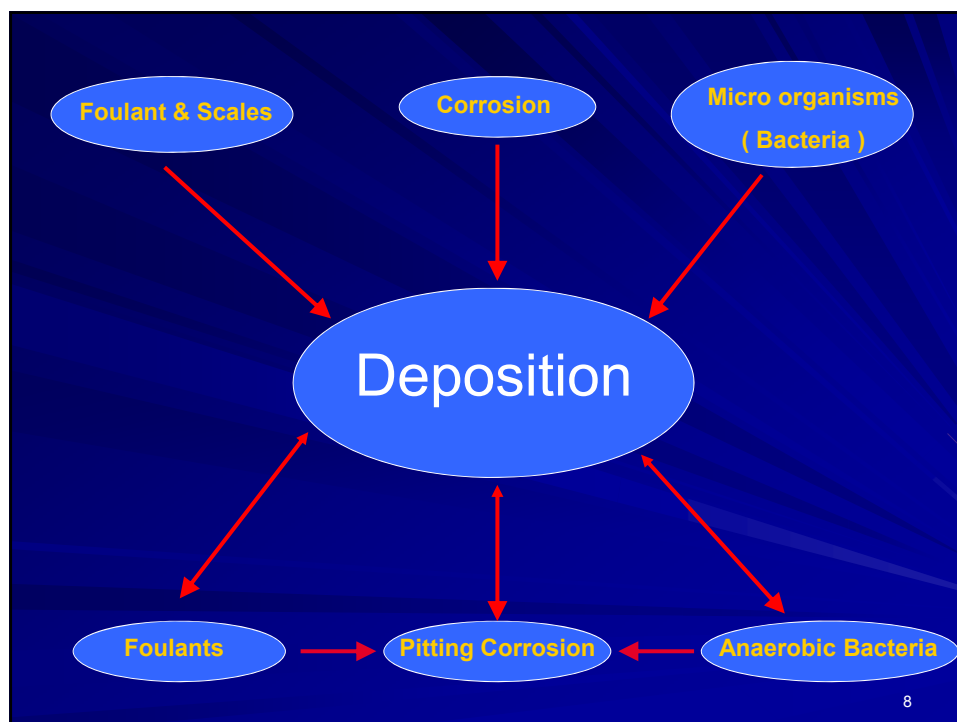 Foulant & Scales
Corrosion
Micro organisms
( Bacteria )
Deposition
Foulants
Pitting Corrosion
Anaerobic Bacteria
8